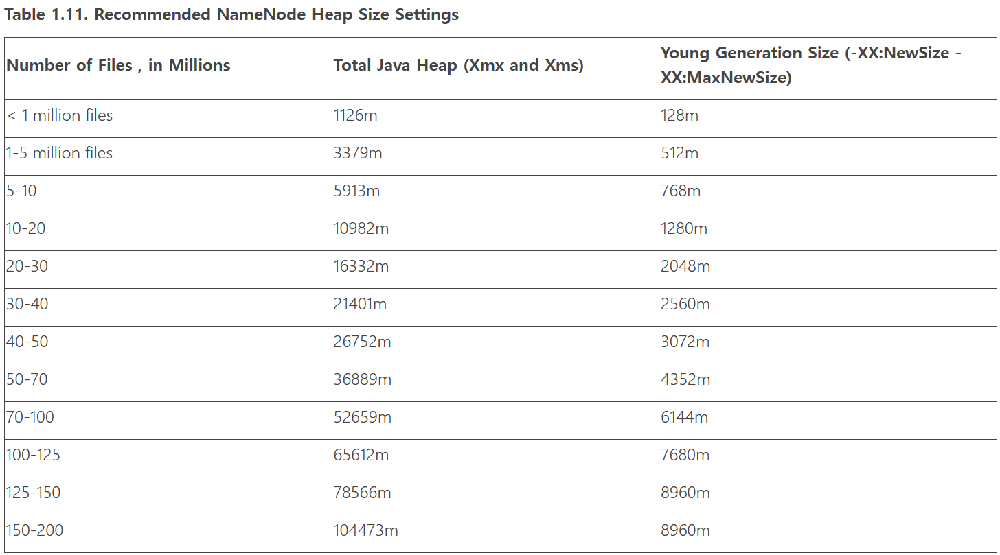 Table 1.11. Recommended NameNode Heap Size Settings
Number of Files , in Millions
Total Java Heap (Xmx and Xms)
Young Generation Size (-XX:NewSize -
XX:MaxNewSize)
< 1 million files
1126m
128m
1-5 million files
3379m
512m
5-10
5913m
768m
10-20
10982m
1280m
20-30
16332m
2048m
30-40
21401m
2560m
40-50
26752m
3072m
50-70
36889m
4352m
70-100
52659m
6144m
100-125
65612m
7680m
125-150
78566m
8960m
150-200
104473m
8960m